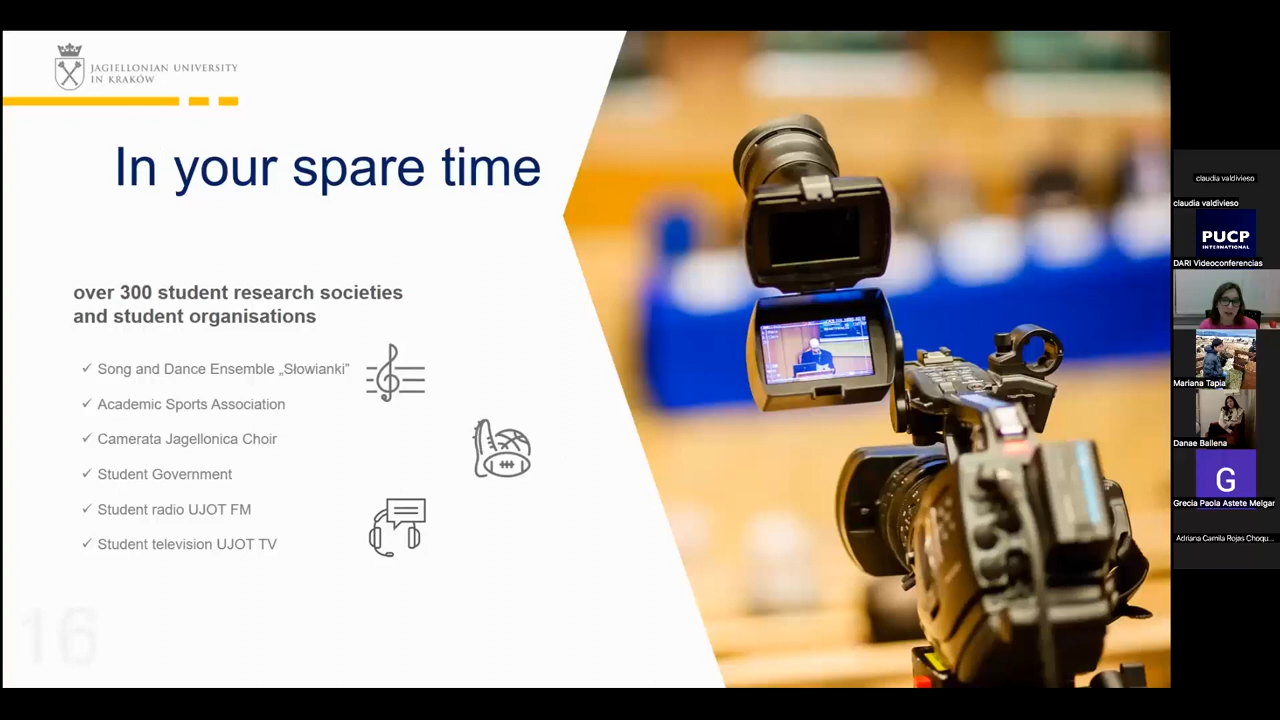 JAGIELLONIAN UNIVERSITY
IN KRAKÓW
In your spare time
over 300 student research societies
and student organisations
✓ Song and Dance Ensemble „Słowianki”
✓ Academic Sports Association
✓ Camerata Jagellonica Choir
✓ Student Government
✓ Student radio UJOT FM
✓ Student television UJOT TV
16
claudia valdivieso
claudia valdivieso
PUCP
INTERNATIONAL
DARI Videoconferencias
Mariana Tapia
Danae Ballena
G
Grecia Paola Astete Melgar
Adriana Camila Rojas Choqu...